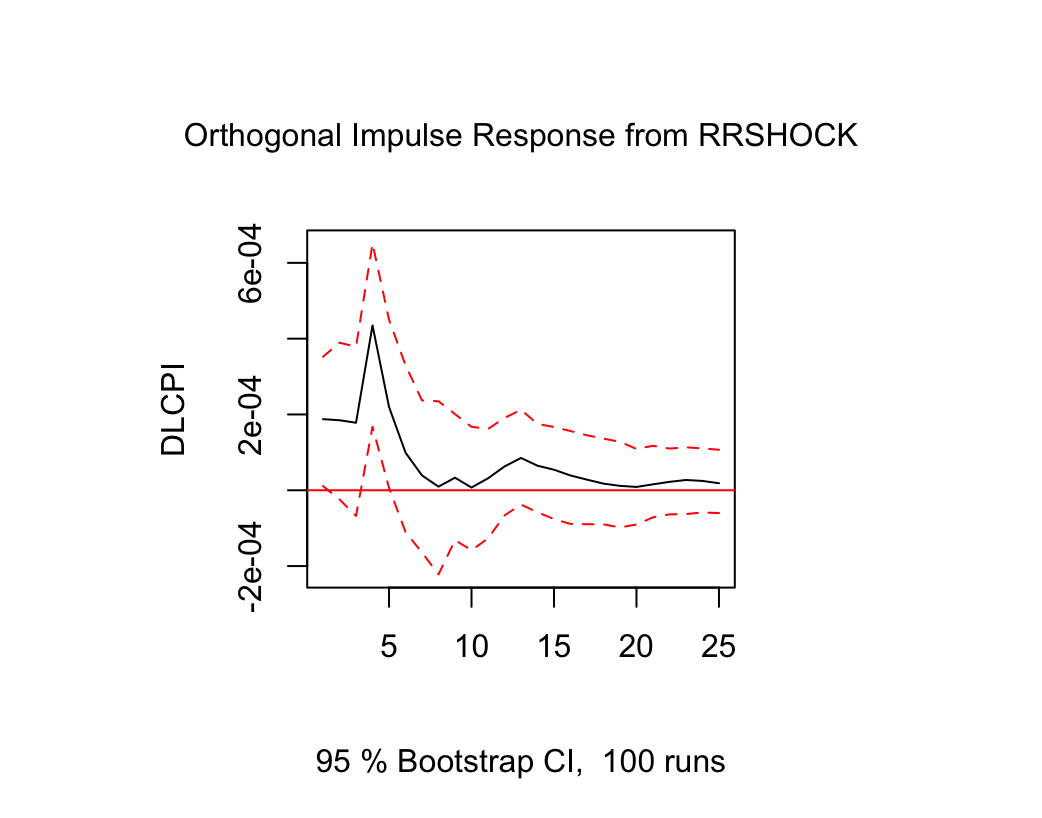 Orthogonal Impulse Response from RRSHOCK
DLCPI
6e-04
2e-04
-2e-04
5 10 15 20 25
95 % Bootstrap CI,  100 runs